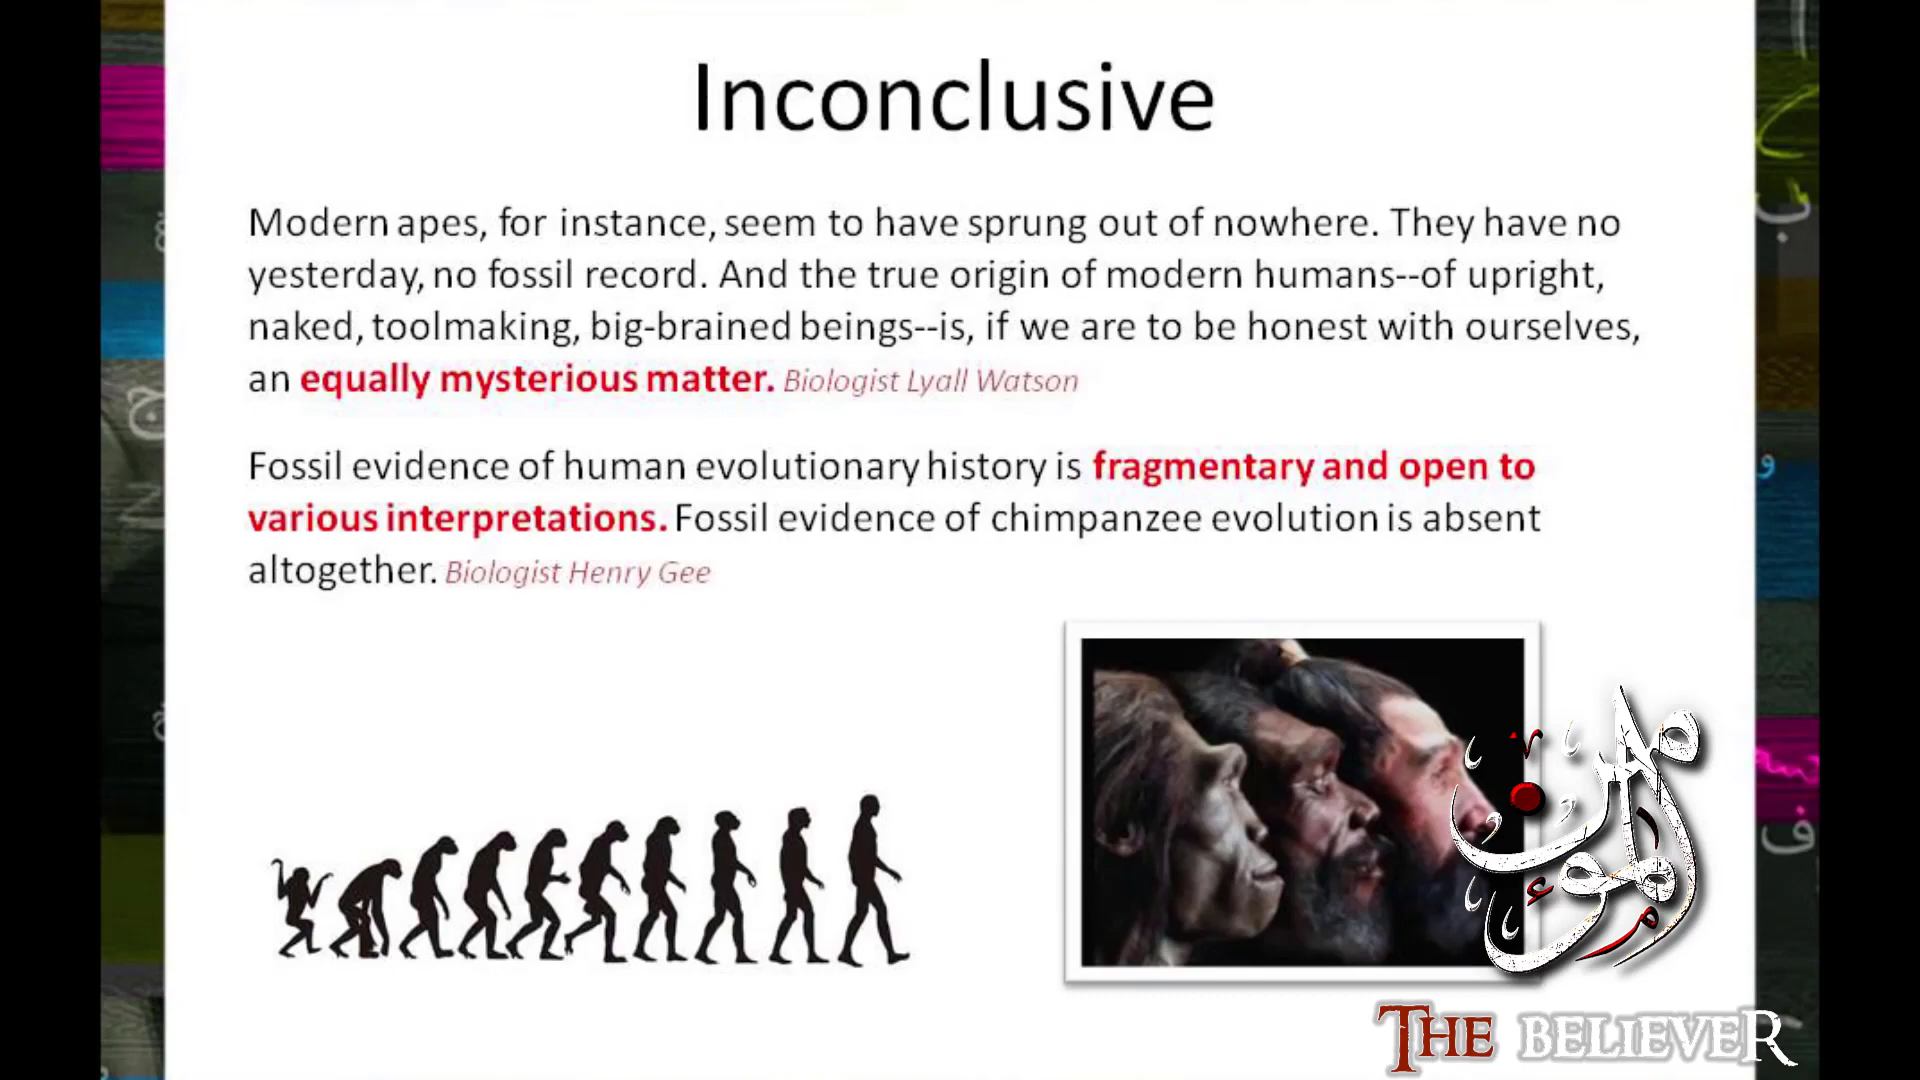 Inconclusive
Modern apes, for instance, seem to have sprung out of nowhere. They have no
yesterday, no fossil record. And the true origin of modern humans--of upright,
naked, toolmaking, big-brained beings--is, if we are to be honest with ourselves,
an equally mysterious matter. Biologist Lyall Watson
Fossil evidence of human evolutionary history is fragmentary and open to
various interpretations. Fossil evidence of chimpanzee evolution is absent
altogether. Biologist Henry Gee
المؤمن
THE BELIEVER